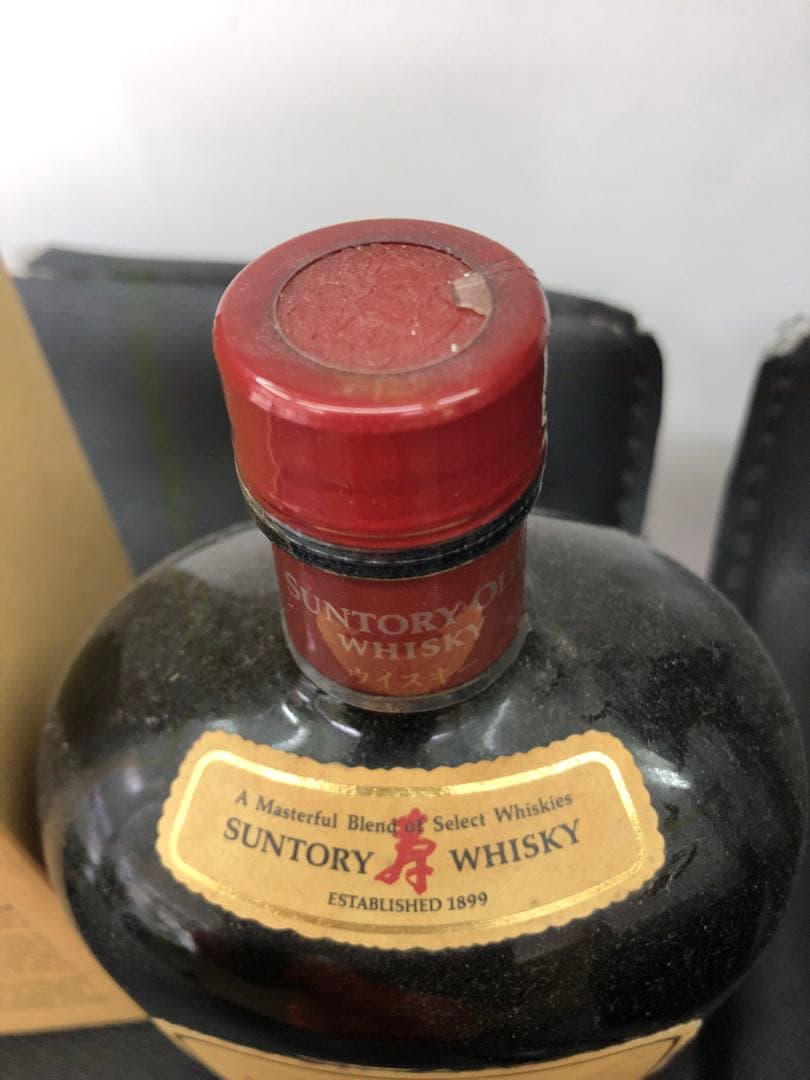 SUNTORY OLD
WHISKY
ウイスキー
A Masterful Blend of Select Whiskies
SUNTORY 寿 WHISKY
ESTABLISHED 1899